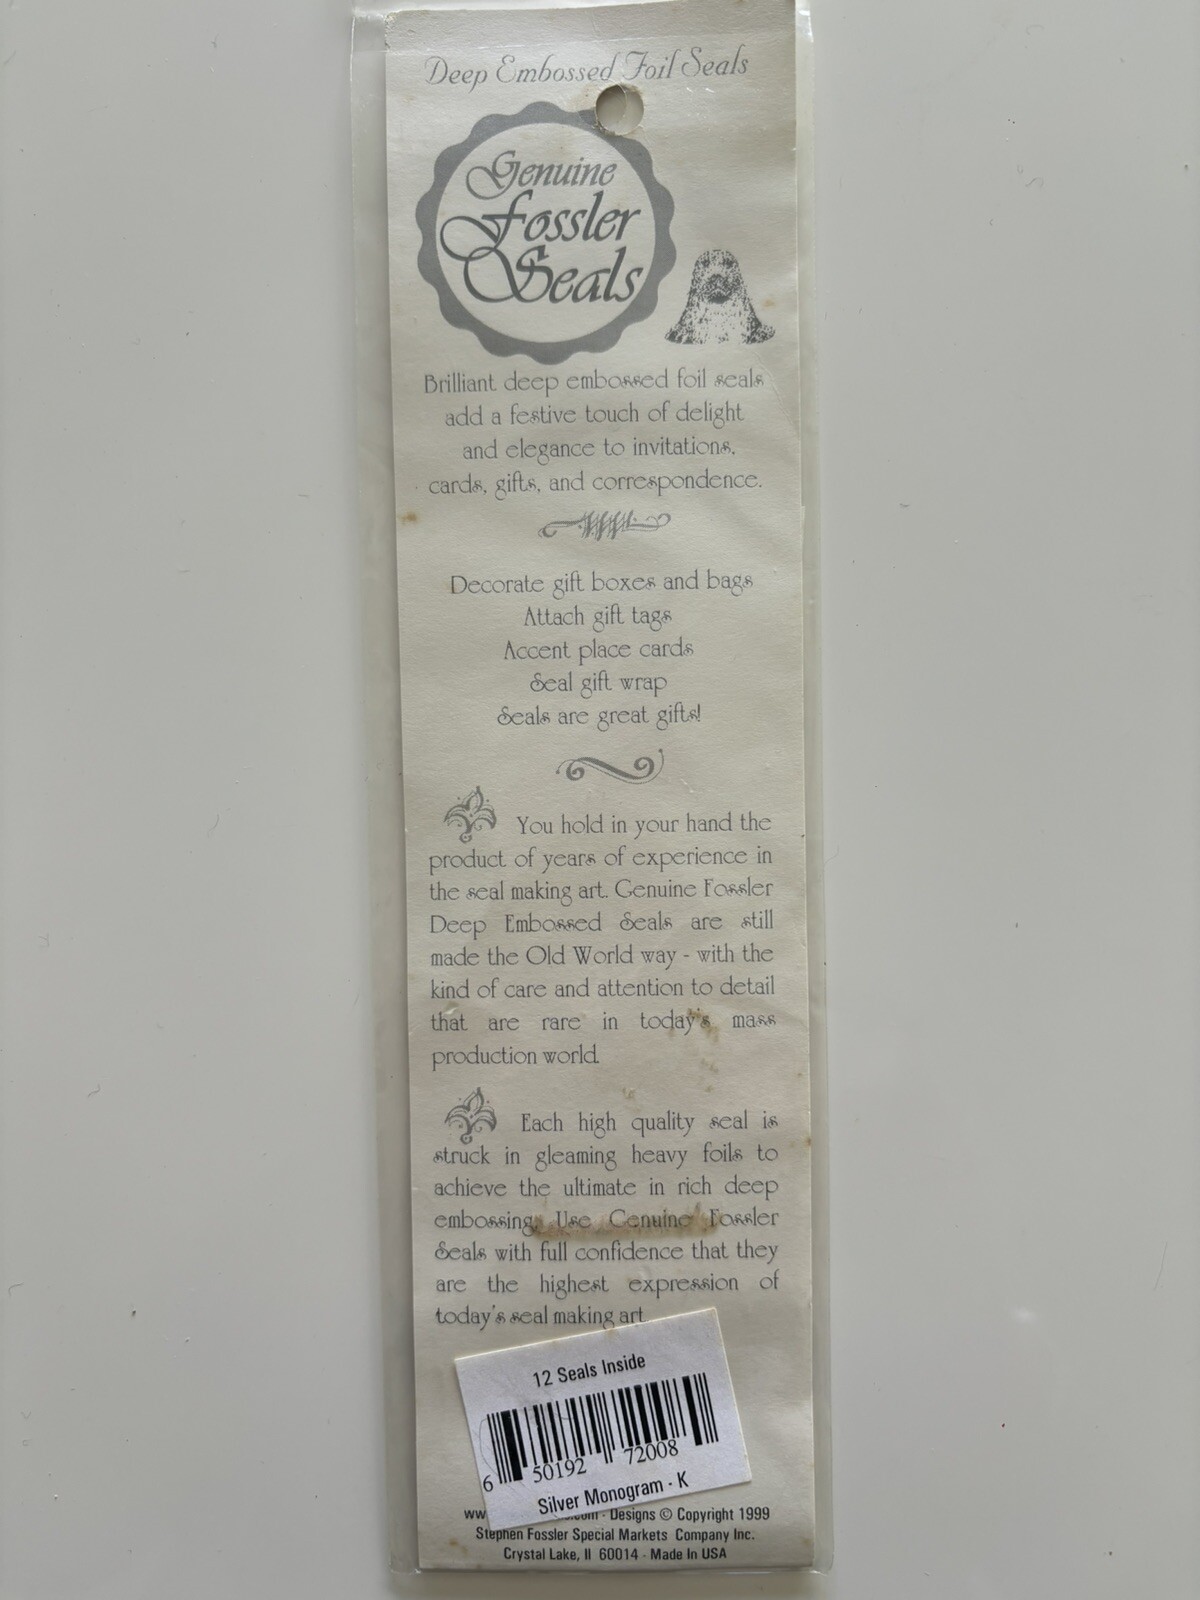 Deep Embossed Foil Seals
Genuine
Fossler
Seals
Brilliant deep embossed foil seals
add a festive touch of delight
and elegance to invitations,
cards, gifts, and correspondence.
Decorate gift boxes and bags
Attach gift tags
Accent place cards
Seal gift wrap
Seals are great gifts!
You hold in your hand the
product of years of experience in
the seal making art. Genuine Fossler
Deep Embossed Seals are still
made the Old World way - with the
kind of care and attention to detail
that are rare in today's mass
production world.
Each high quality seal is
struck in gleaming heavy foils to
achieve the ultimate in rich deep
embossing. Use Genuine Fossler
Seals with full confidence that they
are the highest expression of
today's seal making art.
12 Seals Inside
6 50192 72008
Silver Monogram - K
Designs © Copyright 1999
Stephen Fossler Special Markets Company Inc.
Crystal Lake, Il 60014 - Made In USA